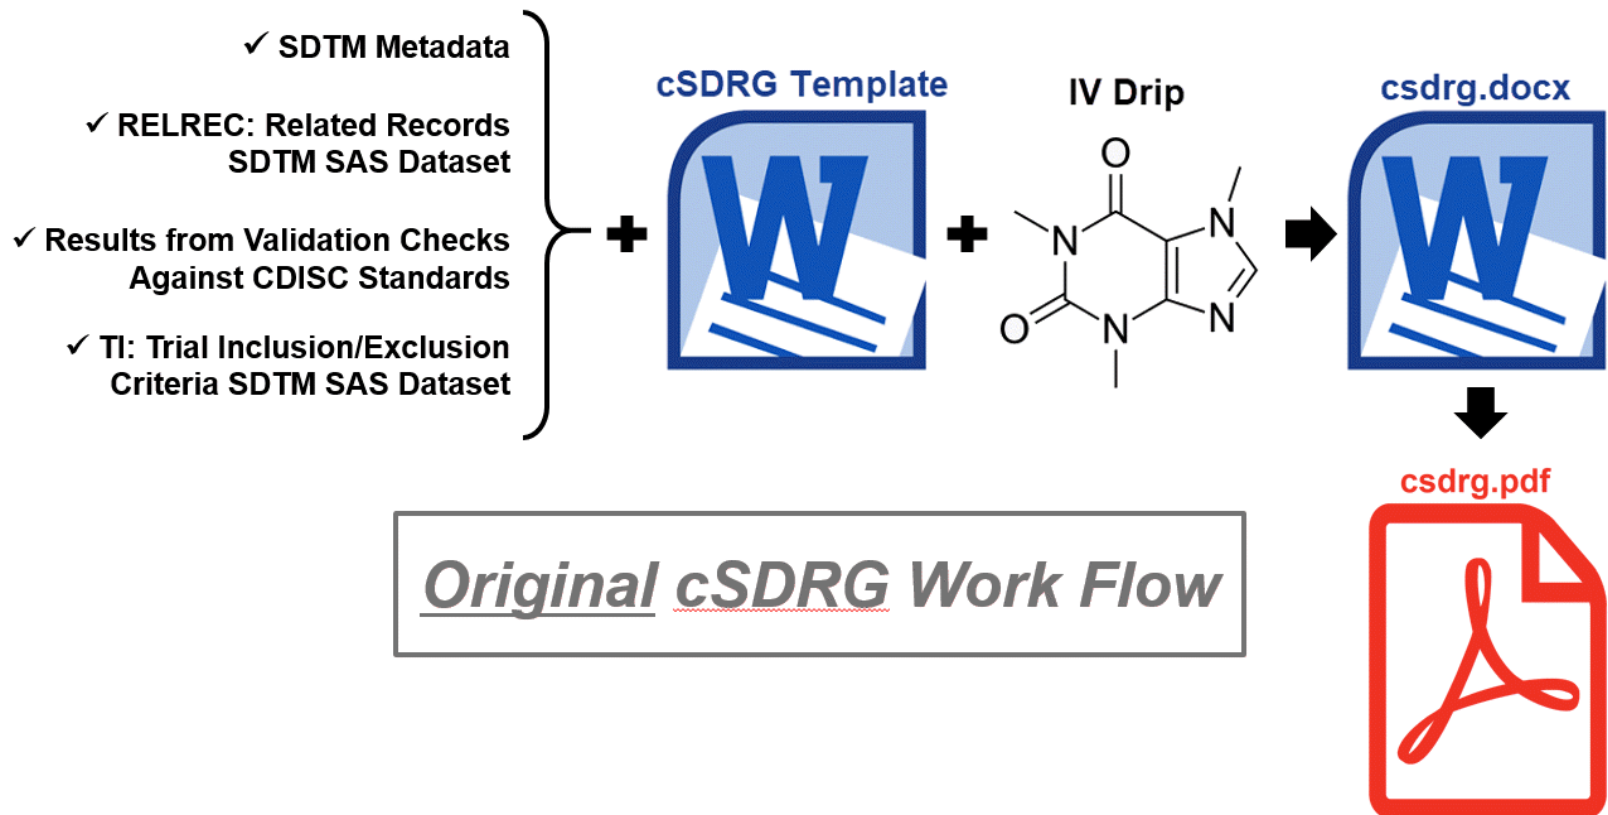 ✓ SDTM Metadata
✓ RELREC: Related Records
SDTM SAS Dataset
✓ Results from Validation Checks
Against CDISC Standards
✓ TI: Trial Inclusion/Exclusion
Criteria SDTM SAS Dataset
cSDRG Template
W
IV Drip
O
N
N
O
N
N
csdrg.docx
W
csdrg.pdf
Original cSDRG Work Flow